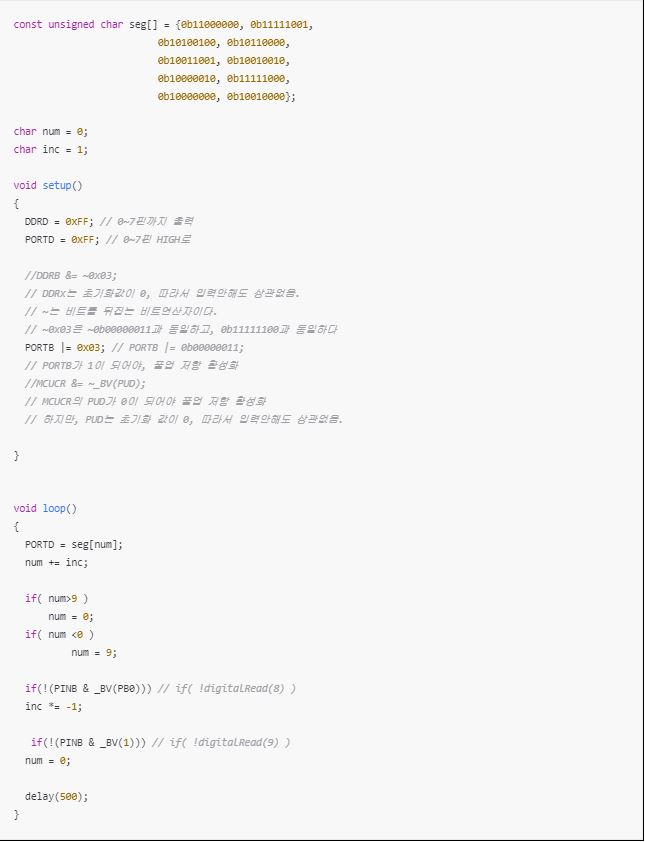 const unsigned char seg[] = {0b11000000, 0b11111001,
0b10100100, 0b10110000,
0b10011001, 0b10010010,
0b10000010, 0b11111000,
0b10000000, 0b10010000};
char num = 0;
char inc = 1;
void setup()
{
DDRD = 0xFF; // 0~7핀까지 출력
PORTD = 0xFF; // 0~7핀 HIGH로
//DDRB &= ~0x03;
// DDRx는 초기화값이 0, 따라서 입력안해도 상관없음.
// ~는 비트를 뒤집는 비트연산자이다.
// ~0x03은 ~0b00000011과 동일하고, 0b11111100과 동일하다
PORTB |= 0x03; // PORTB |= 0b00000011;
// PORTB가 1이 되어야, 풀업 저항 활성화
//MCUCR &= ~_BV(PUD);
// MCUCR의 PUD가 0이 되어야 풀업 저항 활성화
// 하지만, PUD는 초기화 값이 0, 따라서 입력안해도 상관없음.
}
void loop()
{
PORTD = seg[num];
num += inc;
if( num>9 )
num = 0;
if( num <0 )
num = 9;
if(!(PINB & _BV(PB0))) // if( !digitalRead(8) )
inc *= -1;
if(!(PINB & _BV(1))) // if( !digitalRead(9) )
num = 0;
delay(500);
}